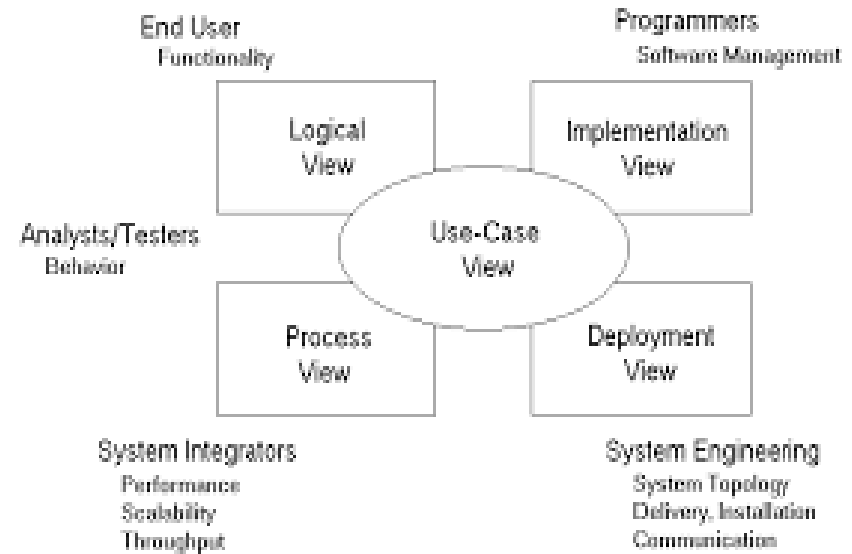 End User
Functionality
Programmers
Software Management
Logical
View
Implementation
View
Analysts/Testers
Behavior
Use-Case
View
Process
View
Deployment
View
System Integrators
Performance
Scalability
Throughput
System Engineering
System Topology
Delivery, Installation
Communication